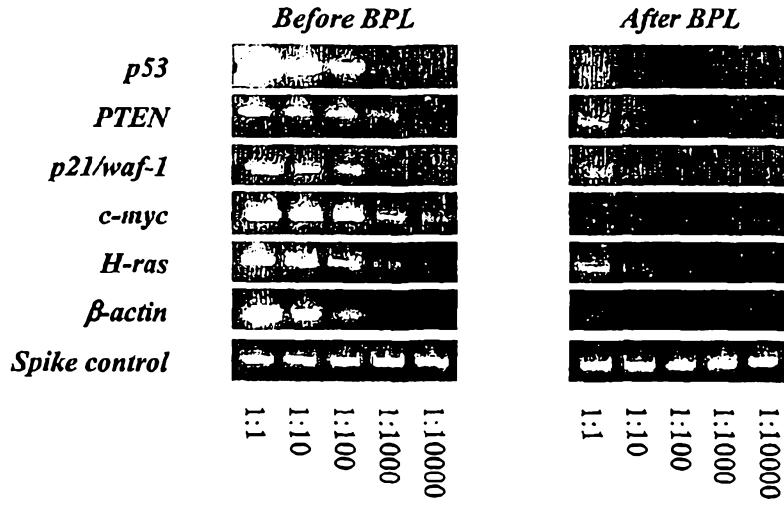 Before BPL After BPL
p53
PTEN
p21/waf-1
c-myc
H-ras
β-actin
Spike control
1:1 1:10 1:100 1:1000 1:10000 1:1 1:10 1:100 1:1000 1:10000